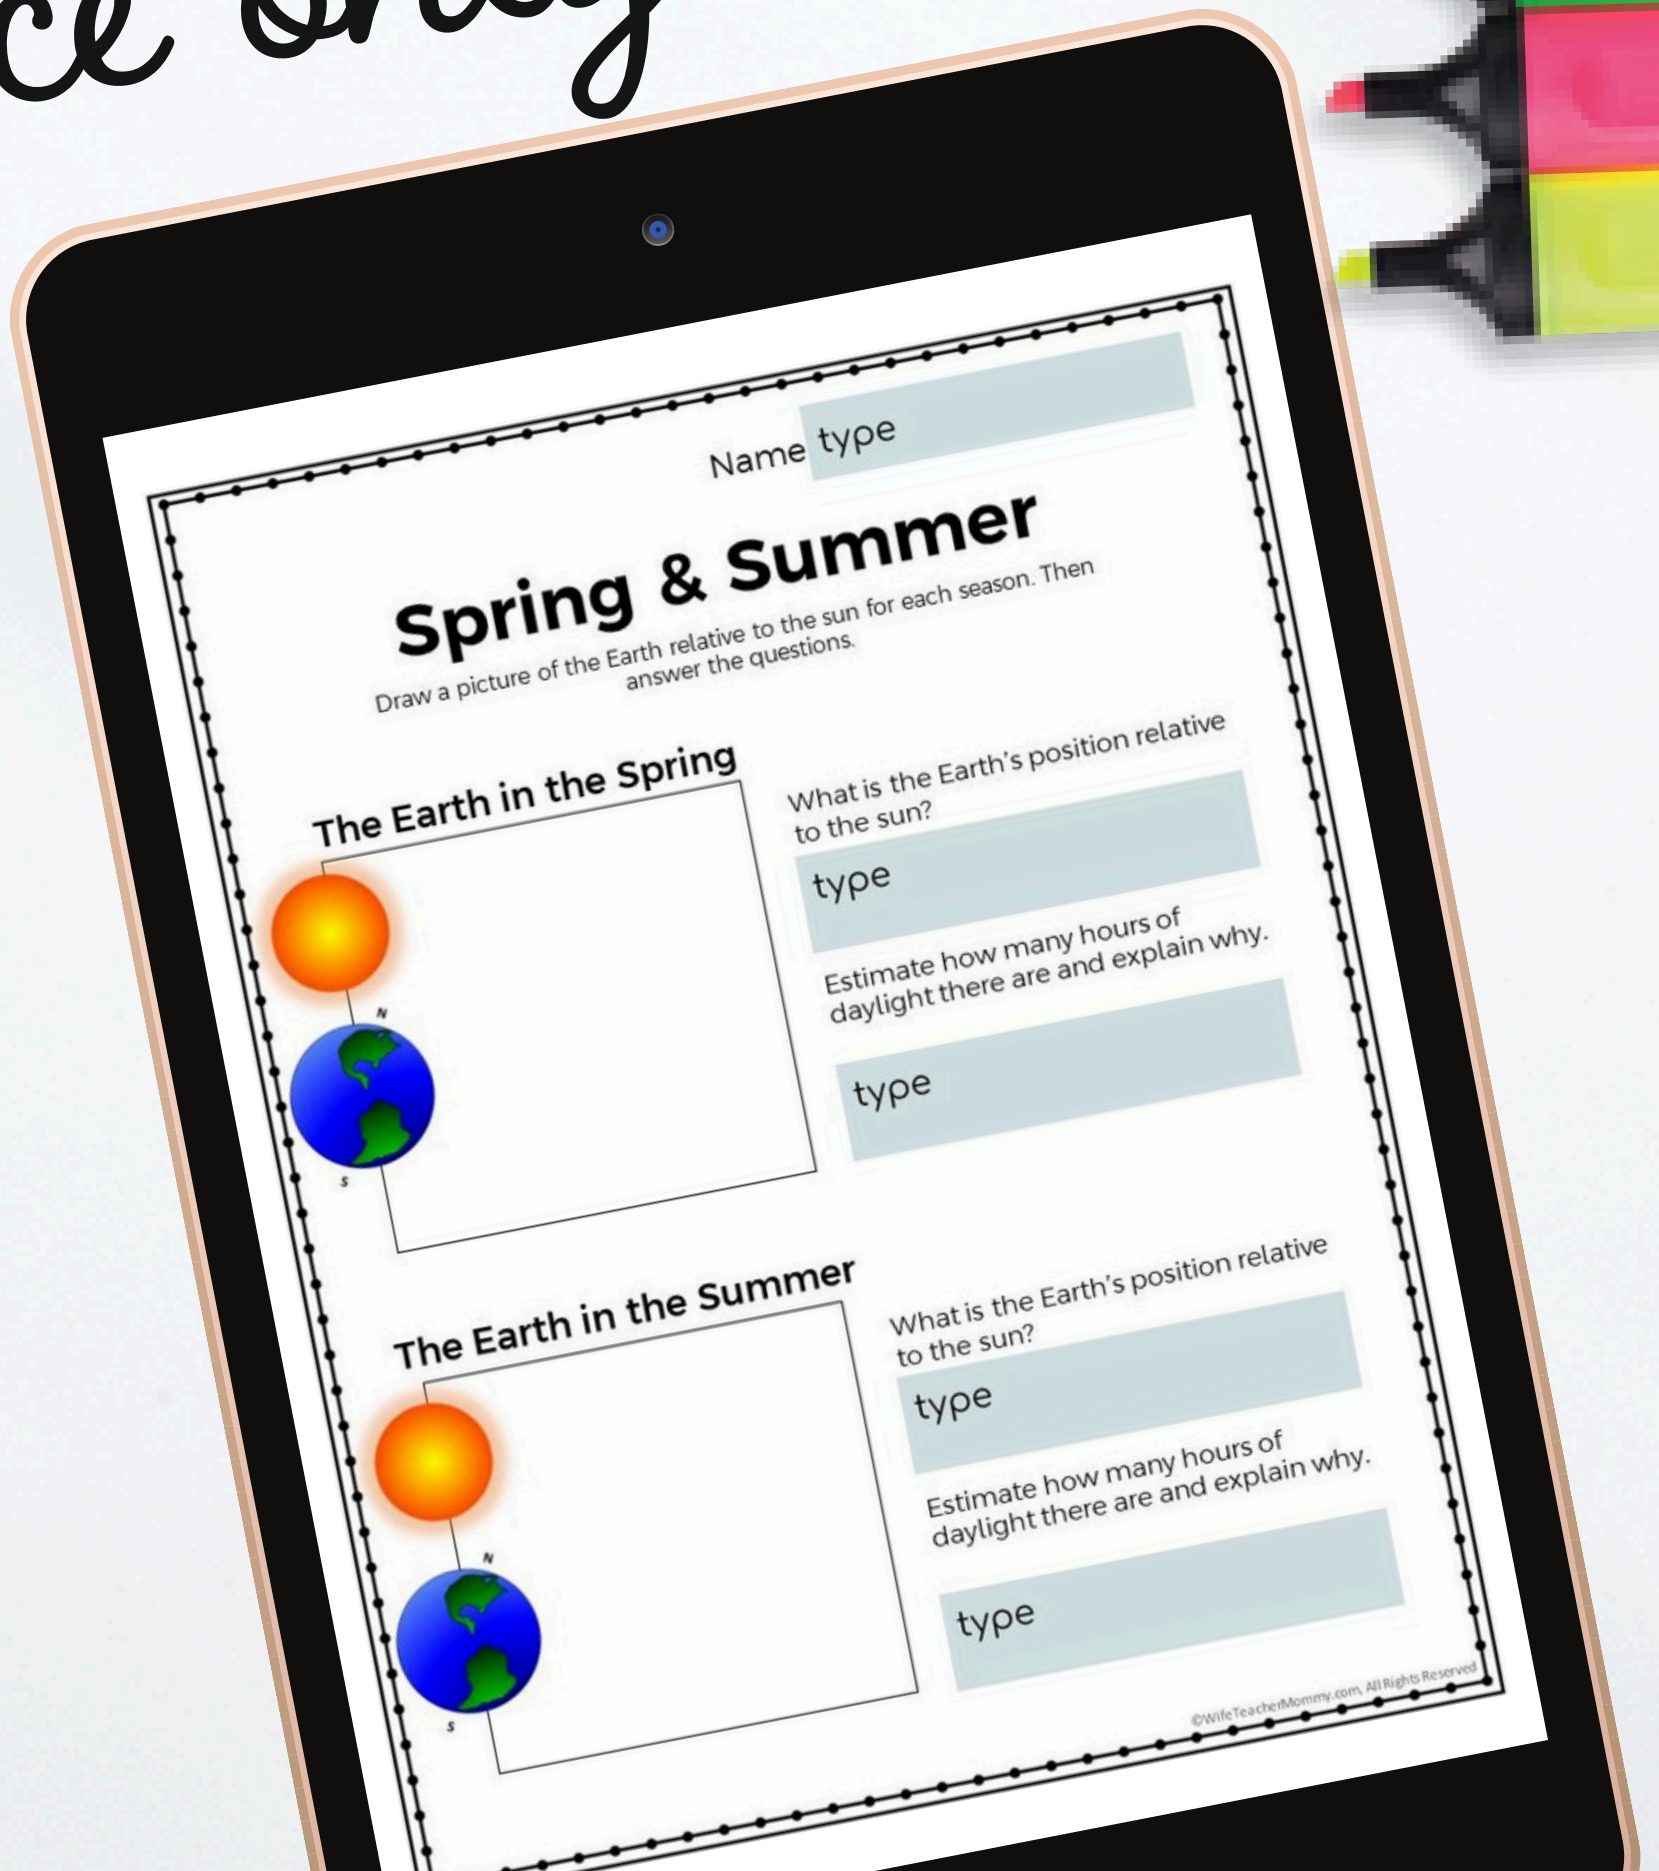 ce only
Name type
Spring & Summer
Draw a picture of the Earth relative to the sun for each season. Then
answer the questions.
The Earth in the Spring
N
S
What is the Earth's position relative
to the sun?
type
Estimate how many hours of
daylight there are and explain why.
type
The Earth in the Summer
N
S
What is the Earth's position relative
to the sun?
type
Estimate how many hours of
daylight there are and explain why.
type
©WifeTeacherMommy.com, All Rights Reserved